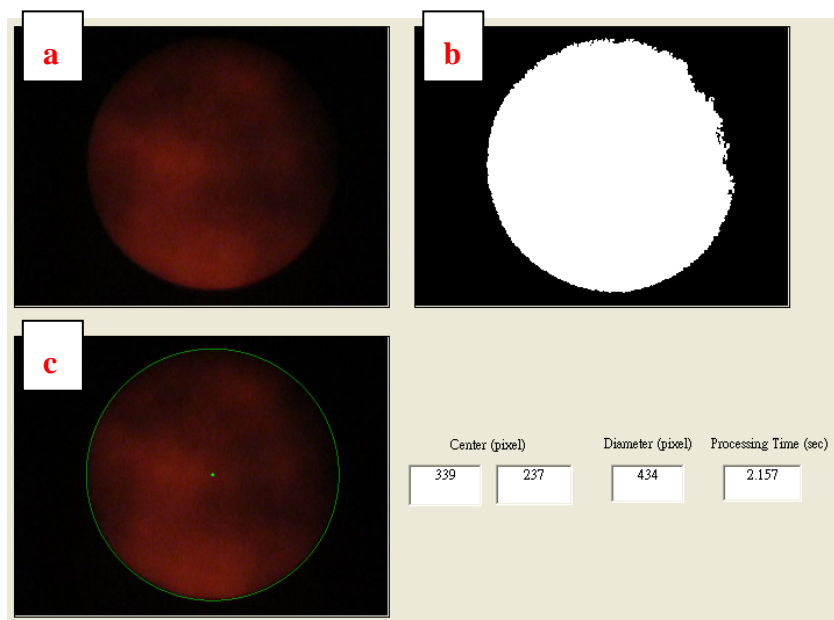 a
b
c
Center (pixel)
Diameter (pixel)
Processing Time (sec)
339
237
434
2.157